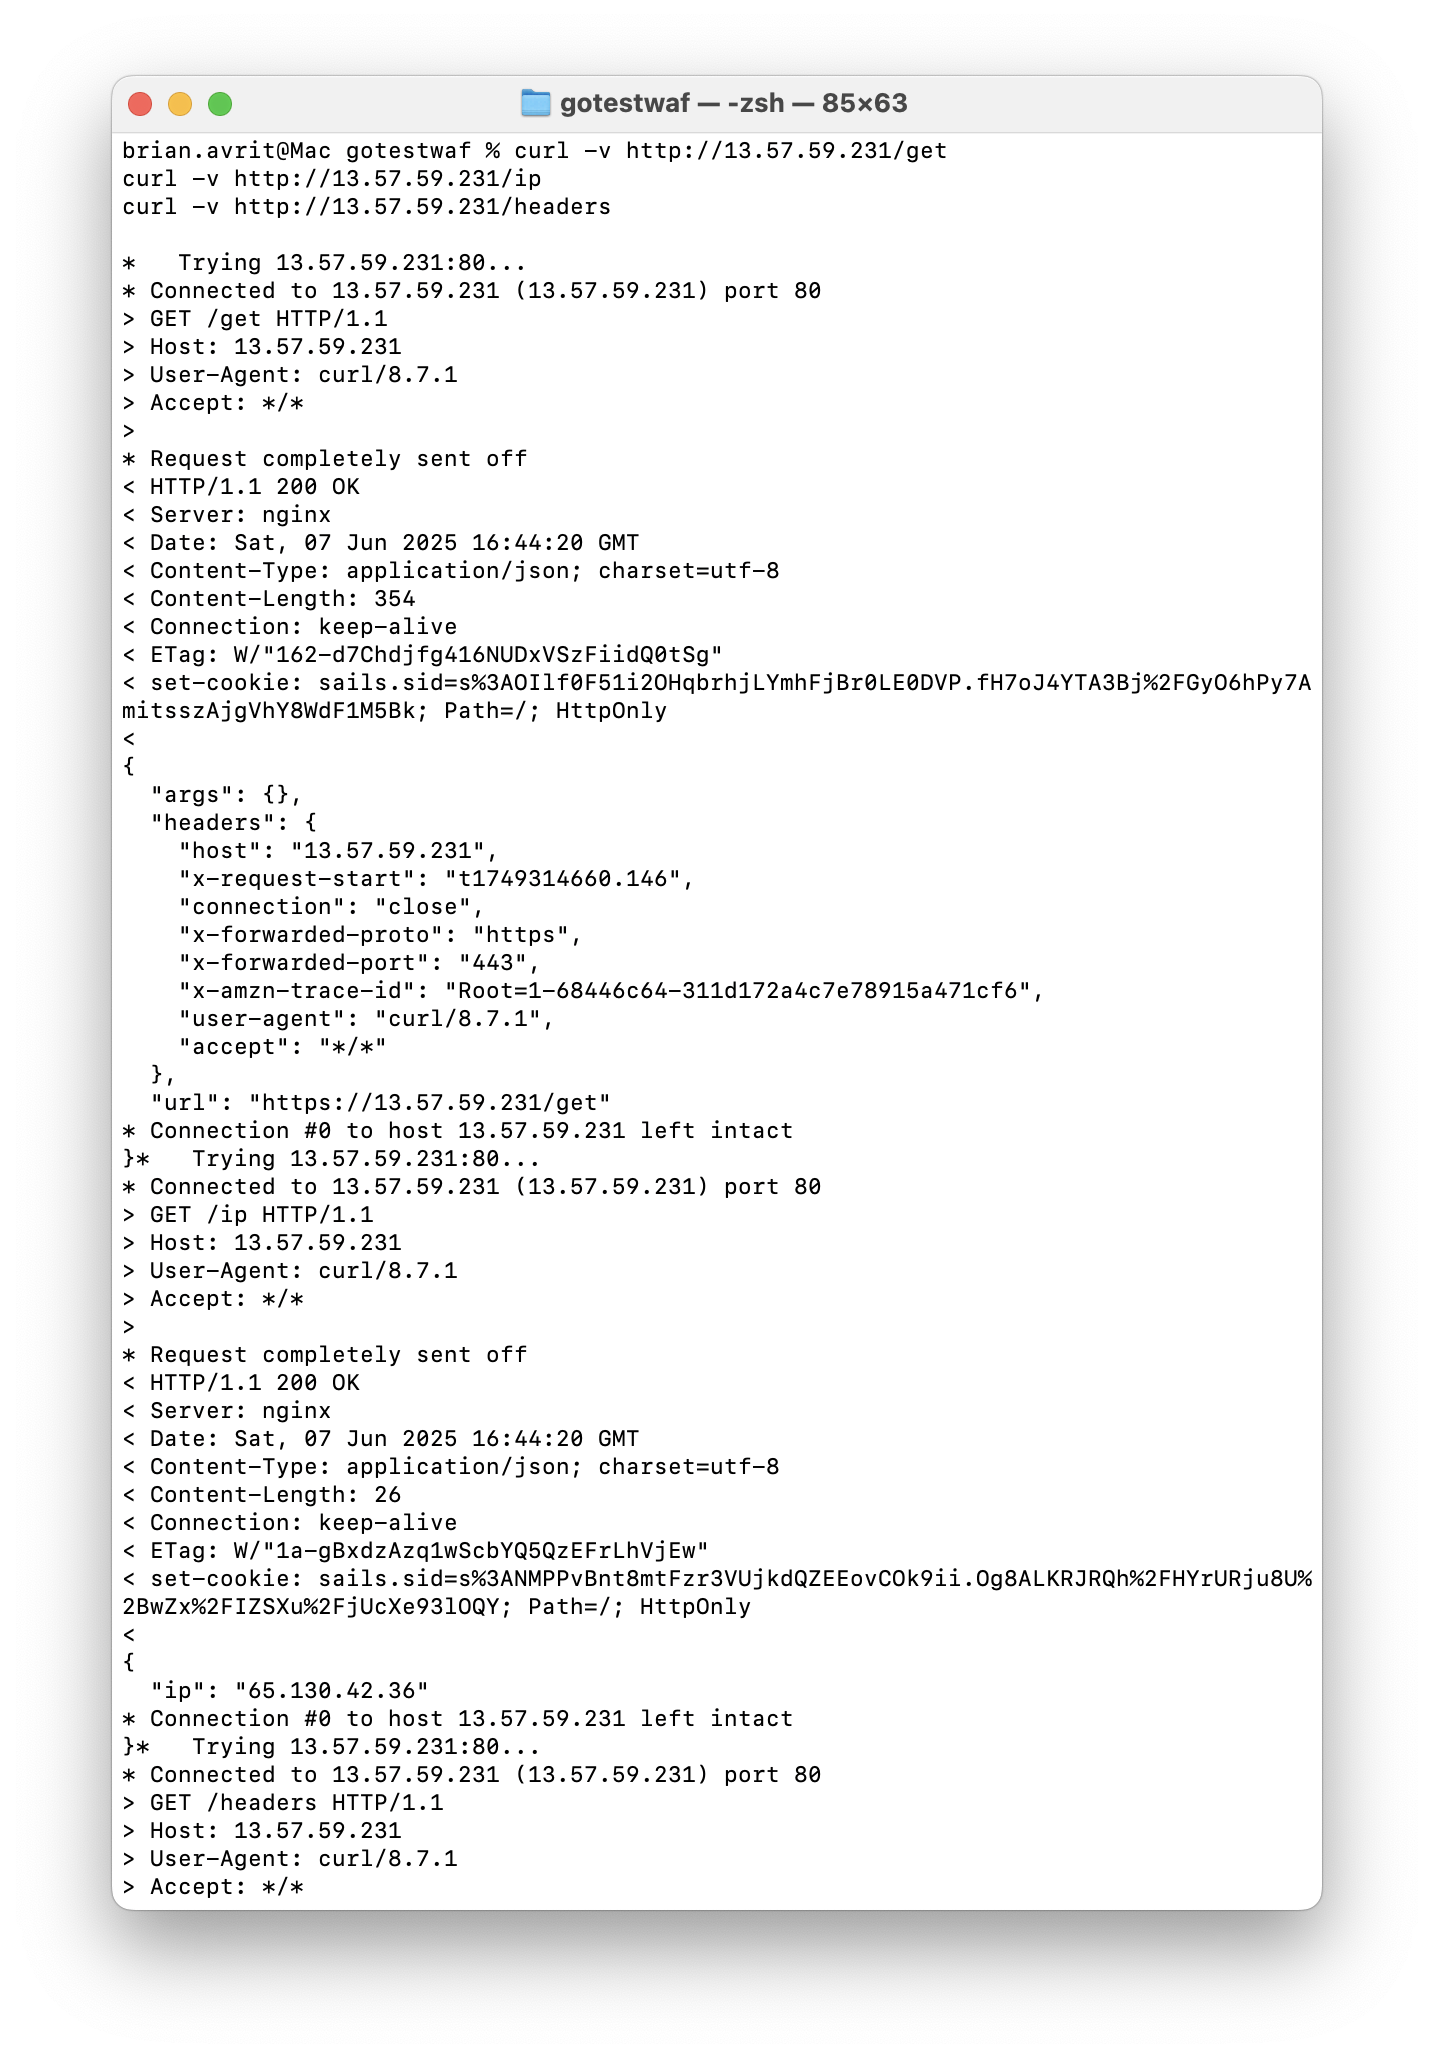 gotestwaf — -zsh — 85×63
brian.avrit@Mac gotestwaf % curl -v http://13.57.59.231/get
curl -v http://13.57.59.231/ip
curl -v http://13.57.59.231/headers
*   Trying 13.57.59.231:80...
* Connected to 13.57.59.231 (13.57.59.231) port 80
> GET /get HTTP/1.1
> Host: 13.57.59.231
> User-Agent: curl/8.7.1
> Accept: */*
>
* Request completely sent off
< HTTP/1.1 200 OK
< Server: nginx
< Date: Sat, 07 Jun 2025 16:44:20 GMT
< Content-Type: application/json; charset=utf-8
< Content-Length: 354
< Connection: keep-alive
< ETag: W/"162-d7Chdjfg416NUDxVSzFiidQ0tSg"
< set-cookie: sails.sid=s%3AOIlf0F51i2OHqbrhjLYmhFjBr0LE0DVP.fH7oJ4YTA3Bj%2FGyO6hPy7A
mitsszAjgVhY8WdF1M5Bk; Path=/; HttpOnly
<
{
  "args": {},
  "headers": {
    "host": "13.57.59.231",
    "x-request-start": "t1749314660.146",
    "connection": "close",
    "x-forwarded-proto": "https",
    "x-forwarded-port": "443",
    "x-amzn-trace-id": "Root=1-68446c64-311d172a4c7e78915a471cf6",
    "user-agent": "curl/8.7.1",
    "accept": "*/*"
  },
  "url": "https://13.57.59.231/get"
* Connection #0 to host 13.57.59.231 left intact
}*   Trying 13.57.59.231:80...
* Connected to 13.57.59.231 (13.57.59.231) port 80
> GET /ip HTTP/1.1
> Host: 13.57.59.231
> User-Agent: curl/8.7.1
> Accept: */*
>
* Request completely sent off
< HTTP/1.1 200 OK
< Server: nginx
< Date: Sat, 07 Jun 2025 16:44:20 GMT
< Content-Type: application/json; charset=utf-8
< Content-Length: 26
< Connection: keep-alive
< ETag: W/"1a-gBxdzAzq1wScbYQ5QzEFrLhVjEw"
< set-cookie: sails.sid=s%3ANMPPvBnt8mtFzr3VUjkdQZEEovCOk9ii.Og8ALKRJRQh%2FHYrURju8U%
2BwZx%2FIZSXu%2FjUcXe93lOQY; Path=/; HttpOnly
<
{
  "ip": "65.130.42.36"
* Connection #0 to host 13.57.59.231 left intact
}*   Trying 13.57.59.231:80...
* Connected to 13.57.59.231 (13.57.59.231) port 80
> GET /headers HTTP/1.1
> Host: 13.57.59.231
> User-Agent: curl/8.7.1
> Accept: */*